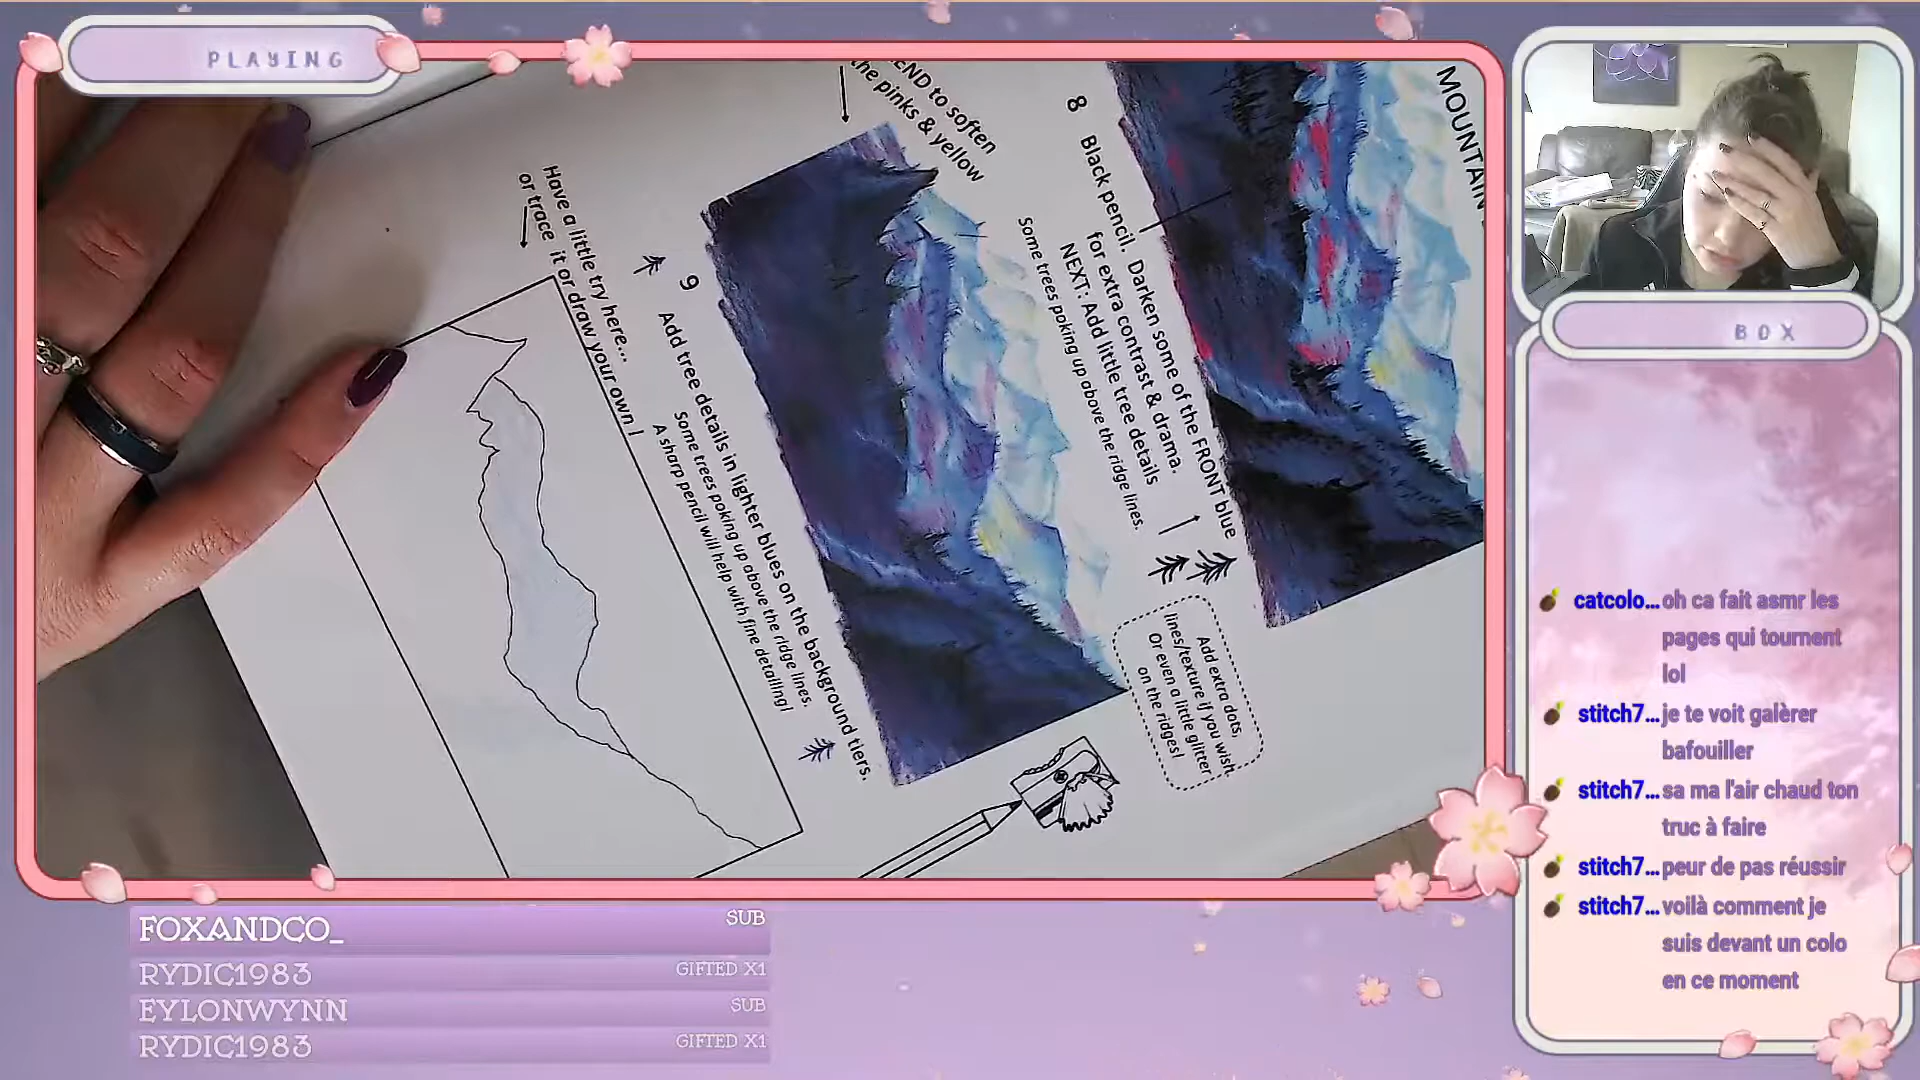 PLAYING
END to soften
the pinks & yellow
MOUNTAIN
8
Black pencil. Darken some of the FRONT blue
for extra contrast & drama.
NEXT: Add little tree details
Some trees poking up above the ridge lines.
Add extra dots,
lines/texture if you wish.
Or even a little glitter
on the ridges!
9
Add tree details in lighter blues on the background tiers.
Some trees poking up above the ridge lines.
A sharp pencil will help with fine detailing!
Have a little try here...
or trace it or draw your own!
BOX
catcolo...oh ca fait asmr les
pages qui tournent
lol
stitch7...je te voit galèrer
bafouiller
stitch7...sa ma l'air chaud ton
truc à faire
stitch7...peur de pas réussir
stitch7...voilà comment je
suis devant un colo
en ce moment
FOXANDCO_ SUB
RYDIC1983 GIFTED X1
EYLONWYNN SUB
RYDIC1983 GIFTED X1